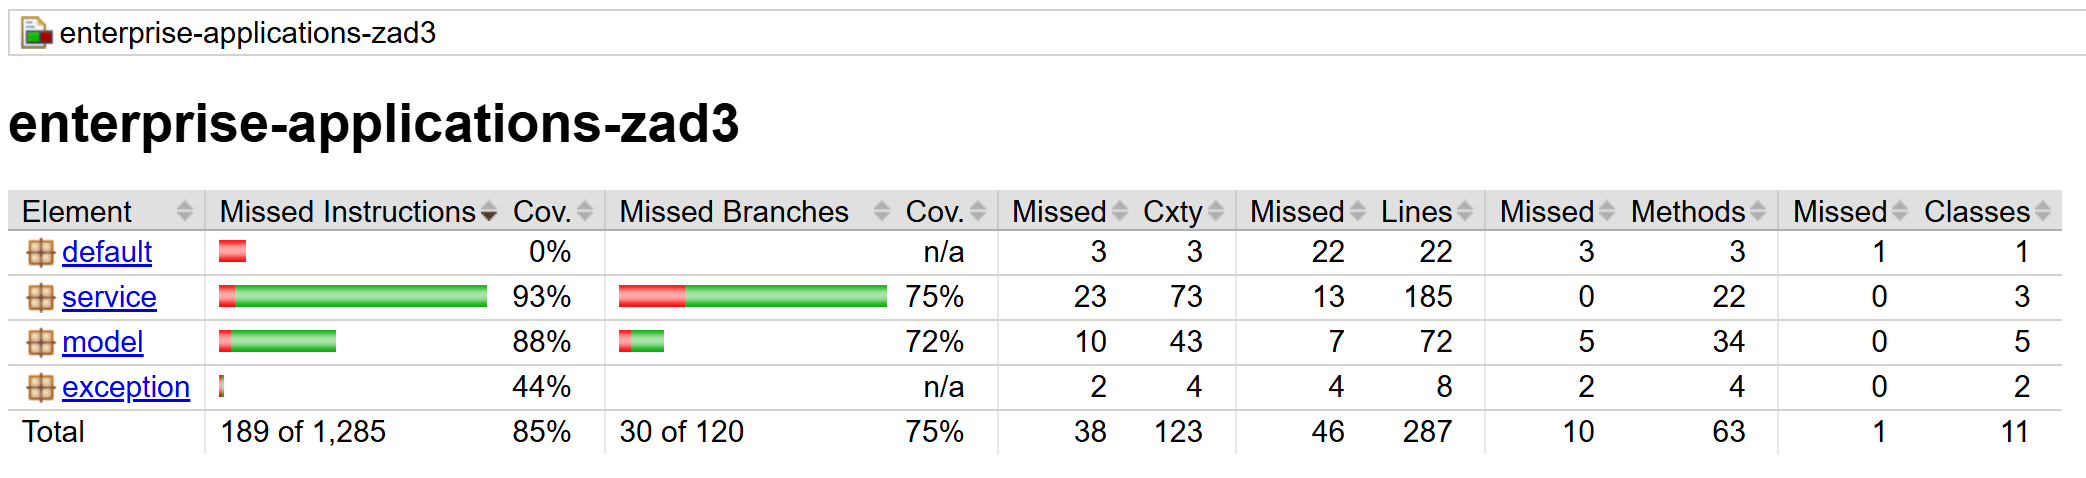 enterprise-applications-zad3
enterprise-applications-zad3
Element Missed Instructions Cov. Missed Branches Cov. Missed Cxty Missed Lines Missed Methods Missed Classes
default 0% n/a 3 3 22 22 3 3 1 1
service 93% 75% 23 73 13 185 0 22 0 3
model 88% 72% 10 43 7 72 5 34 0 5
exception 44% n/a 2 4 4 8 2 4 0 2
Total 189 of 1,285 85% 30 of 120 75% 38 123 46 287 10 63 1 11